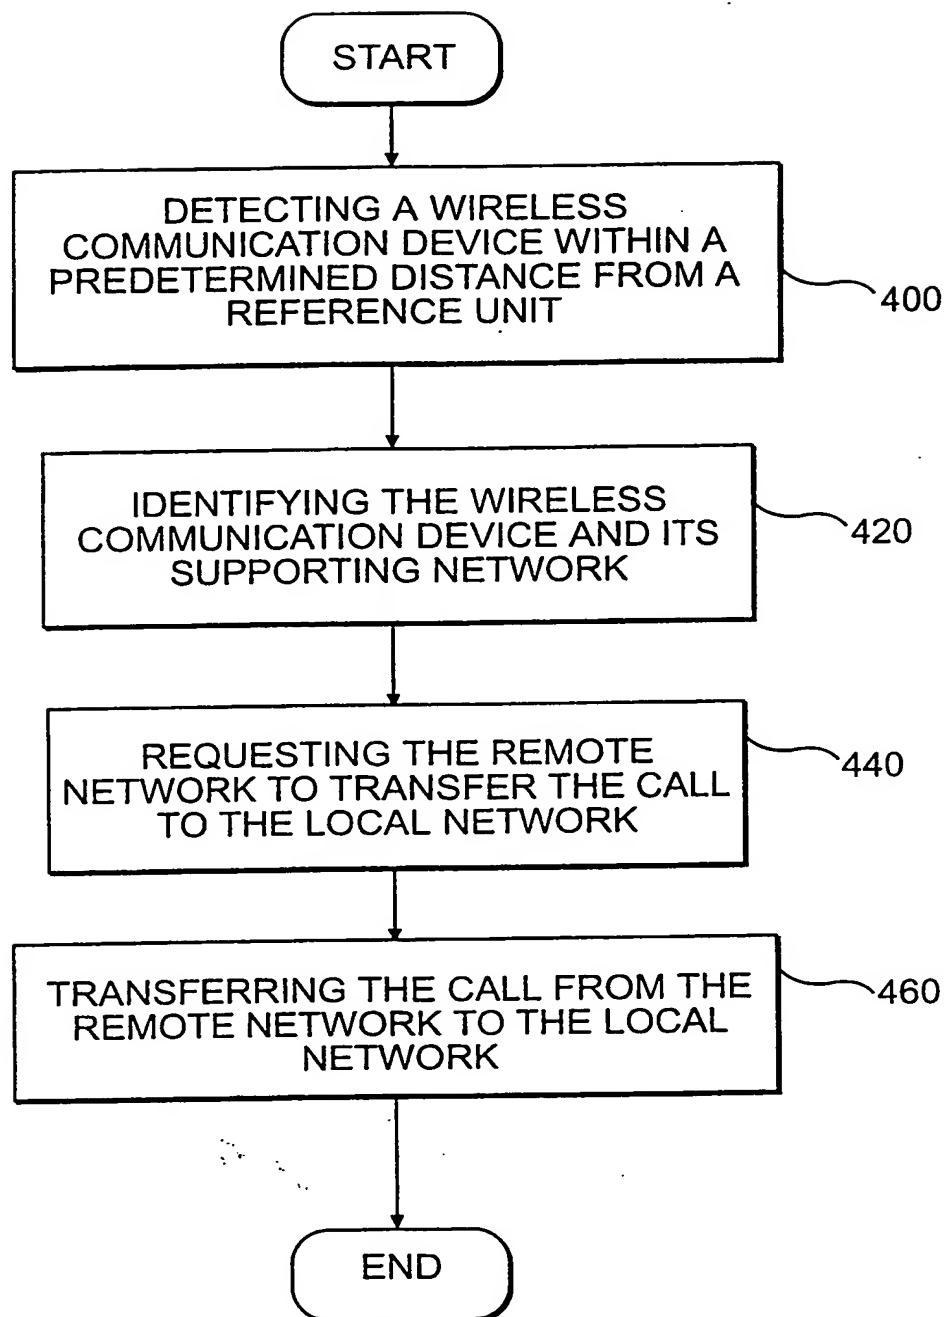 START
DETECTING A WIRELESS
COMMUNICATION DEVICE WITHIN A
PREDETERMINED DISTANCE FROM A
REFERENCE UNIT
400
IDENTIFYING THE WIRELESS
COMMUNICATION DEVICE AND ITS
SUPPORTING NETWORK
420
REQUESTING THE REMOTE
NETWORK TO TRANSFER THE CALL
TO THE LOCAL NETWORK
440
TRANSFERRING THE CALL FROM THE
REMOTE NETWORK TO THE LOCAL
NETWORK
460
END